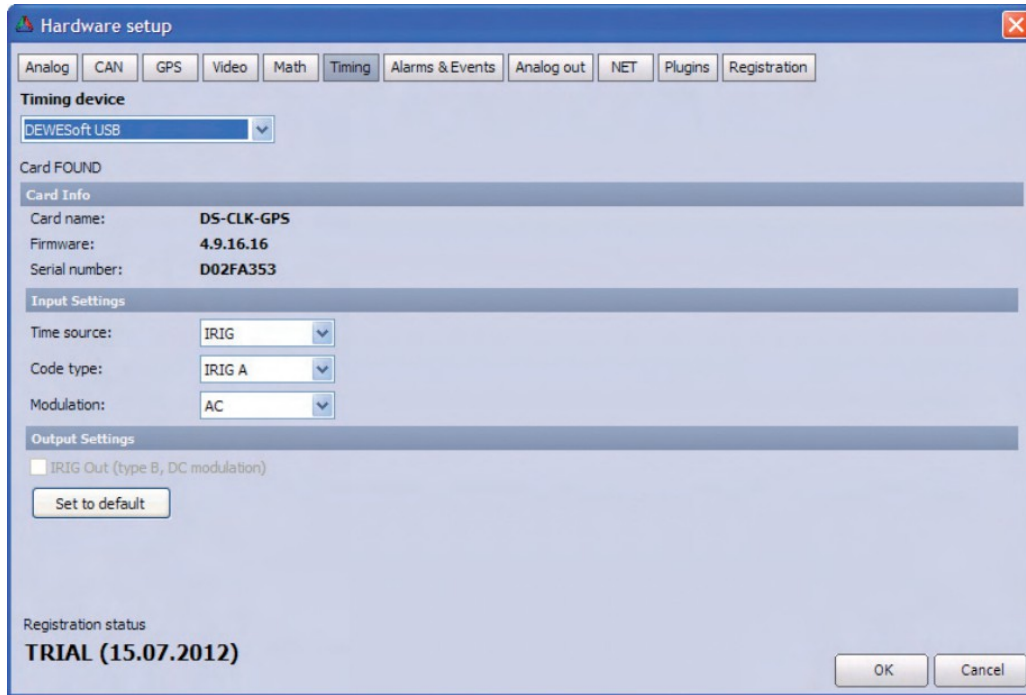 Hardware setup
Analog CAN GPS Video Math Timing Alarms & Events Analog out NET Plugins Registration
Timing device
DEWESoft USB
Card FOUND
Card Info
Card name: DS-CLK-GPS
Firmware: 4.9.16.16
Serial number: D02FA353
Input Settings
Time source: IRIG
Code type: IRIG A
Modulation: AC
Output Settings
IRIG Out (type B, DC modulation)
Set to default
Registration status
TRIAL (15.07.2012)
OK Cancel